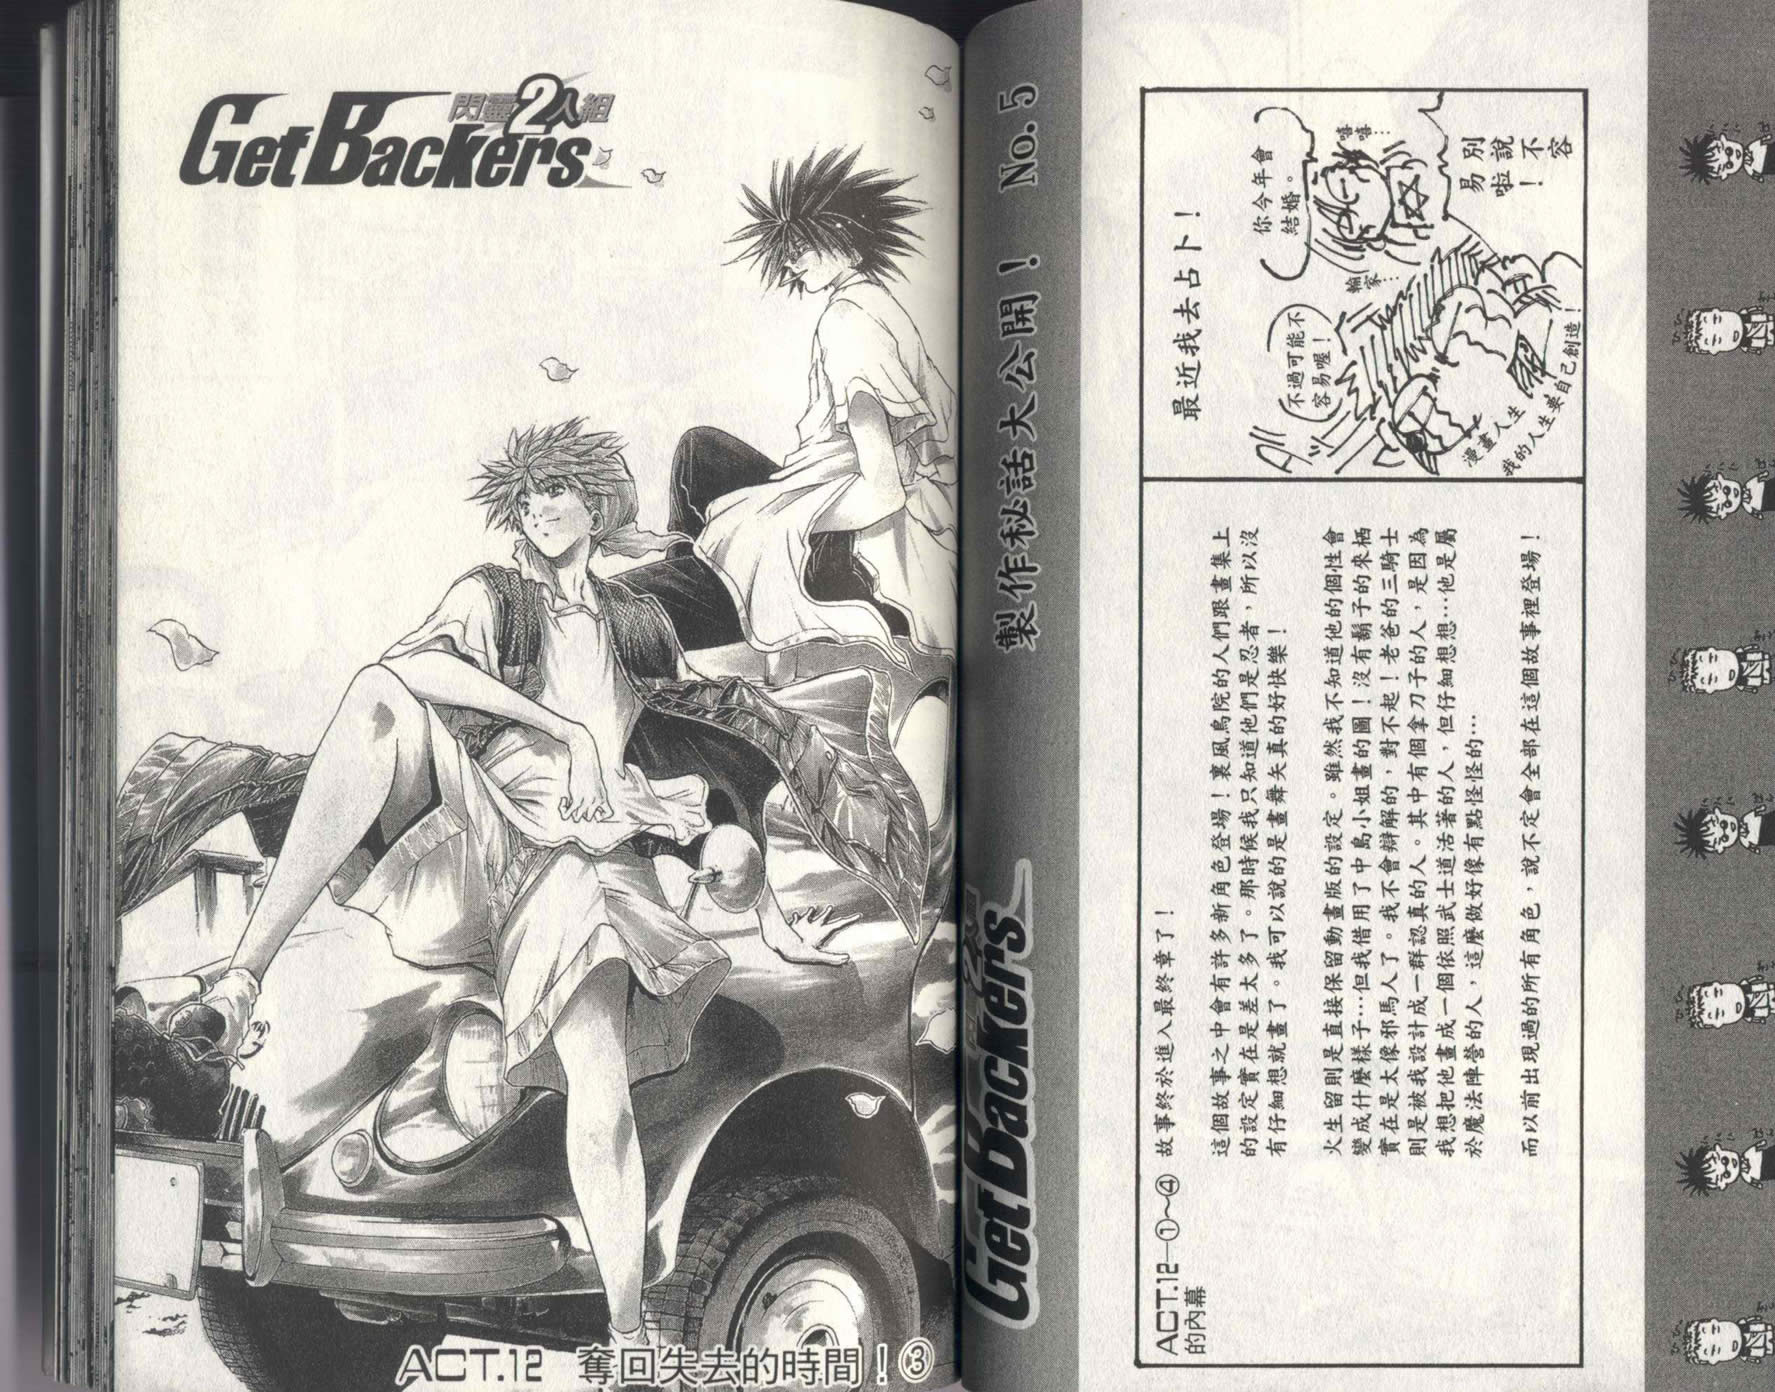 閃靈2人組
GetBackers
ACT.12 奪回失去的時間！③
GetBackers
製作秘話大公開！ No.5
最近我去占卜！
你今年會
結婚。
嘻嘻…
別說
不容
易啦！
不過可能不
容易喔！
輸家…
漫畫人生
我的人生要自己創造！
ACT.12—①～④
的內幕
故事終於進入最終章了！
這個故事之中會有許多新角色登場！裏風鳥院的人們跟畫集上
的設定實在是差太多了。那時候我只知道他們是忍者，所以沒
有仔細想就畫了。我可以說的是畫舞矢真的好快樂！
火生留則是直接保留動畫版的設定。雖然我不知道他的個性會
變成什麼樣子…但我借用了中島小姐畫的圖！沒有鬍子的來栖
實在是太像邪馬人了。我不會辯解的，對不起！老爸的三騎士
則是被我設計成一群認真的人。其中有個拿刀子的人，是因為
我想把他畫成一個依照武士道活著的人，但仔細想想…他是屬
於魔法陣營的人，這麼做好像有點怪怪的…
而以前出現過的所有角色，說不定會全部在這個故事裡登場！